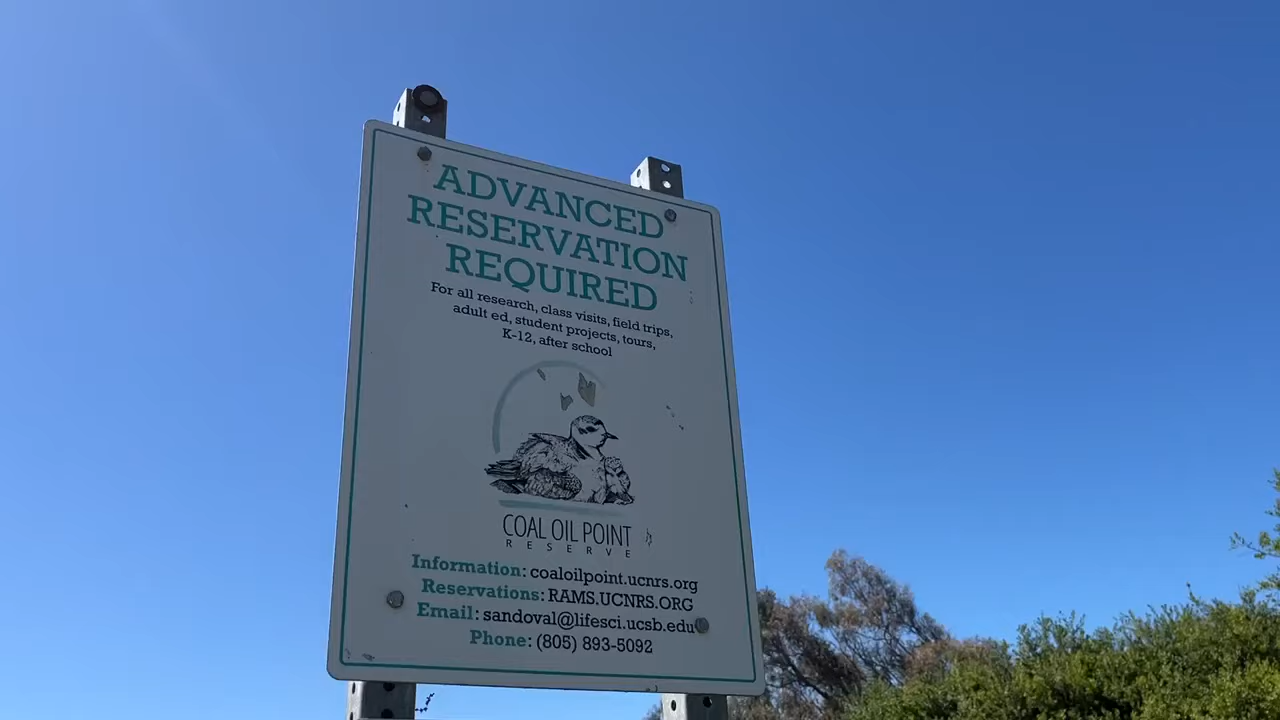 ADVANCED
RESERVATION
REQUIRED
For all research, class visits, field trips,
adult ed, student projects, tours,
K-12, after school
COAL OIL POINT
RESERVE
Information: coaloilpoint.ucnrs.org
Reservations: RAMS.UCNRS.ORG
Email: sandoval@lifesci.ucsb.edu
Phone: (805) 893-5092